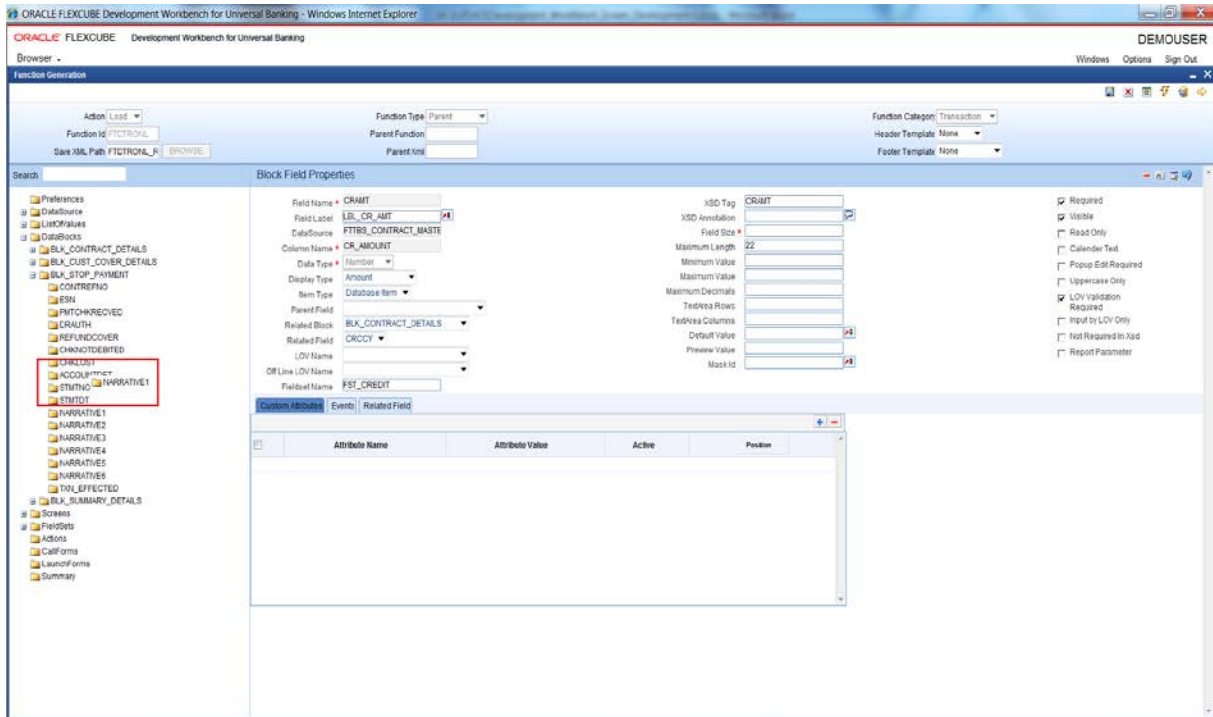 ORACLE FLEXCUBE Development Workbench for Universal Banking - Windows Internet Explorer
ORACLE FLEXCUBE Development Workbench for Universal Banking
DEMOUSER
Browser
Windows Options Sign Out
Function Generation
Action Load Function Type Parent Function Category Transaction
Function Id FTDTRONL Parent Function Header Template None
Save XML Path FTDTRONL_R BROWSE Parent Xml Footer Template None
Search
Block Field Properties
Preferences
DataSource
ListOfValues
DataBlocks
BLK_CONTRACT_DETAILS
BLK_CUST_COVER_DETAILS
BLK_STOP_PAYMENT
CONTREFNO
ESN
PMTCHKRECVED
DRAUTH
REFUNDCOVER
CHKNOTDEBITED
CHKLOST
STMTNO NARRATIVE1
STMTDT
NARRATIVE1
NARRATIVE2
NARRATIVE3
NARRATIVE4
NARRATIVE5
NARRATIVE6
TXN_EFFECTED
BLK_SUMMARY_DETAILS
Screens
FieldSets
Actions
CallForms
LaunchForms
Summary
Field Name * CRAMT
Field Label LBL_CR_AMT
DataSource FTTBS_CONTRACT_MASTE
Column Name * CR_AMOUNT
Data Type * Number
Display Type Amount
Item Type Database Item
Parent Field
Related Block BLK_CONTRACT_DETAILS
Related Field CRCCY
LOV Name
Off Line LOV Name
Fieldset Name FST_CREDIT
XSD Tag CRAMT
XSD Annotation
Field Size *
Maximum Length 22
Minimum Value
Maximum Value
Maximum Decimals
TextArea Rows
TextArea Columns
Default Value
Preview Value
Mask Id
Required
Visible
Read Only
Calender Text
Popup Edit Required
Uppercase Only
LOV Validation
Required
Input by LOV Only
Not Required In Xsd
Report Parameter
Custom Attributes Events Related Field
Attribute Name Attribute Value Active Position